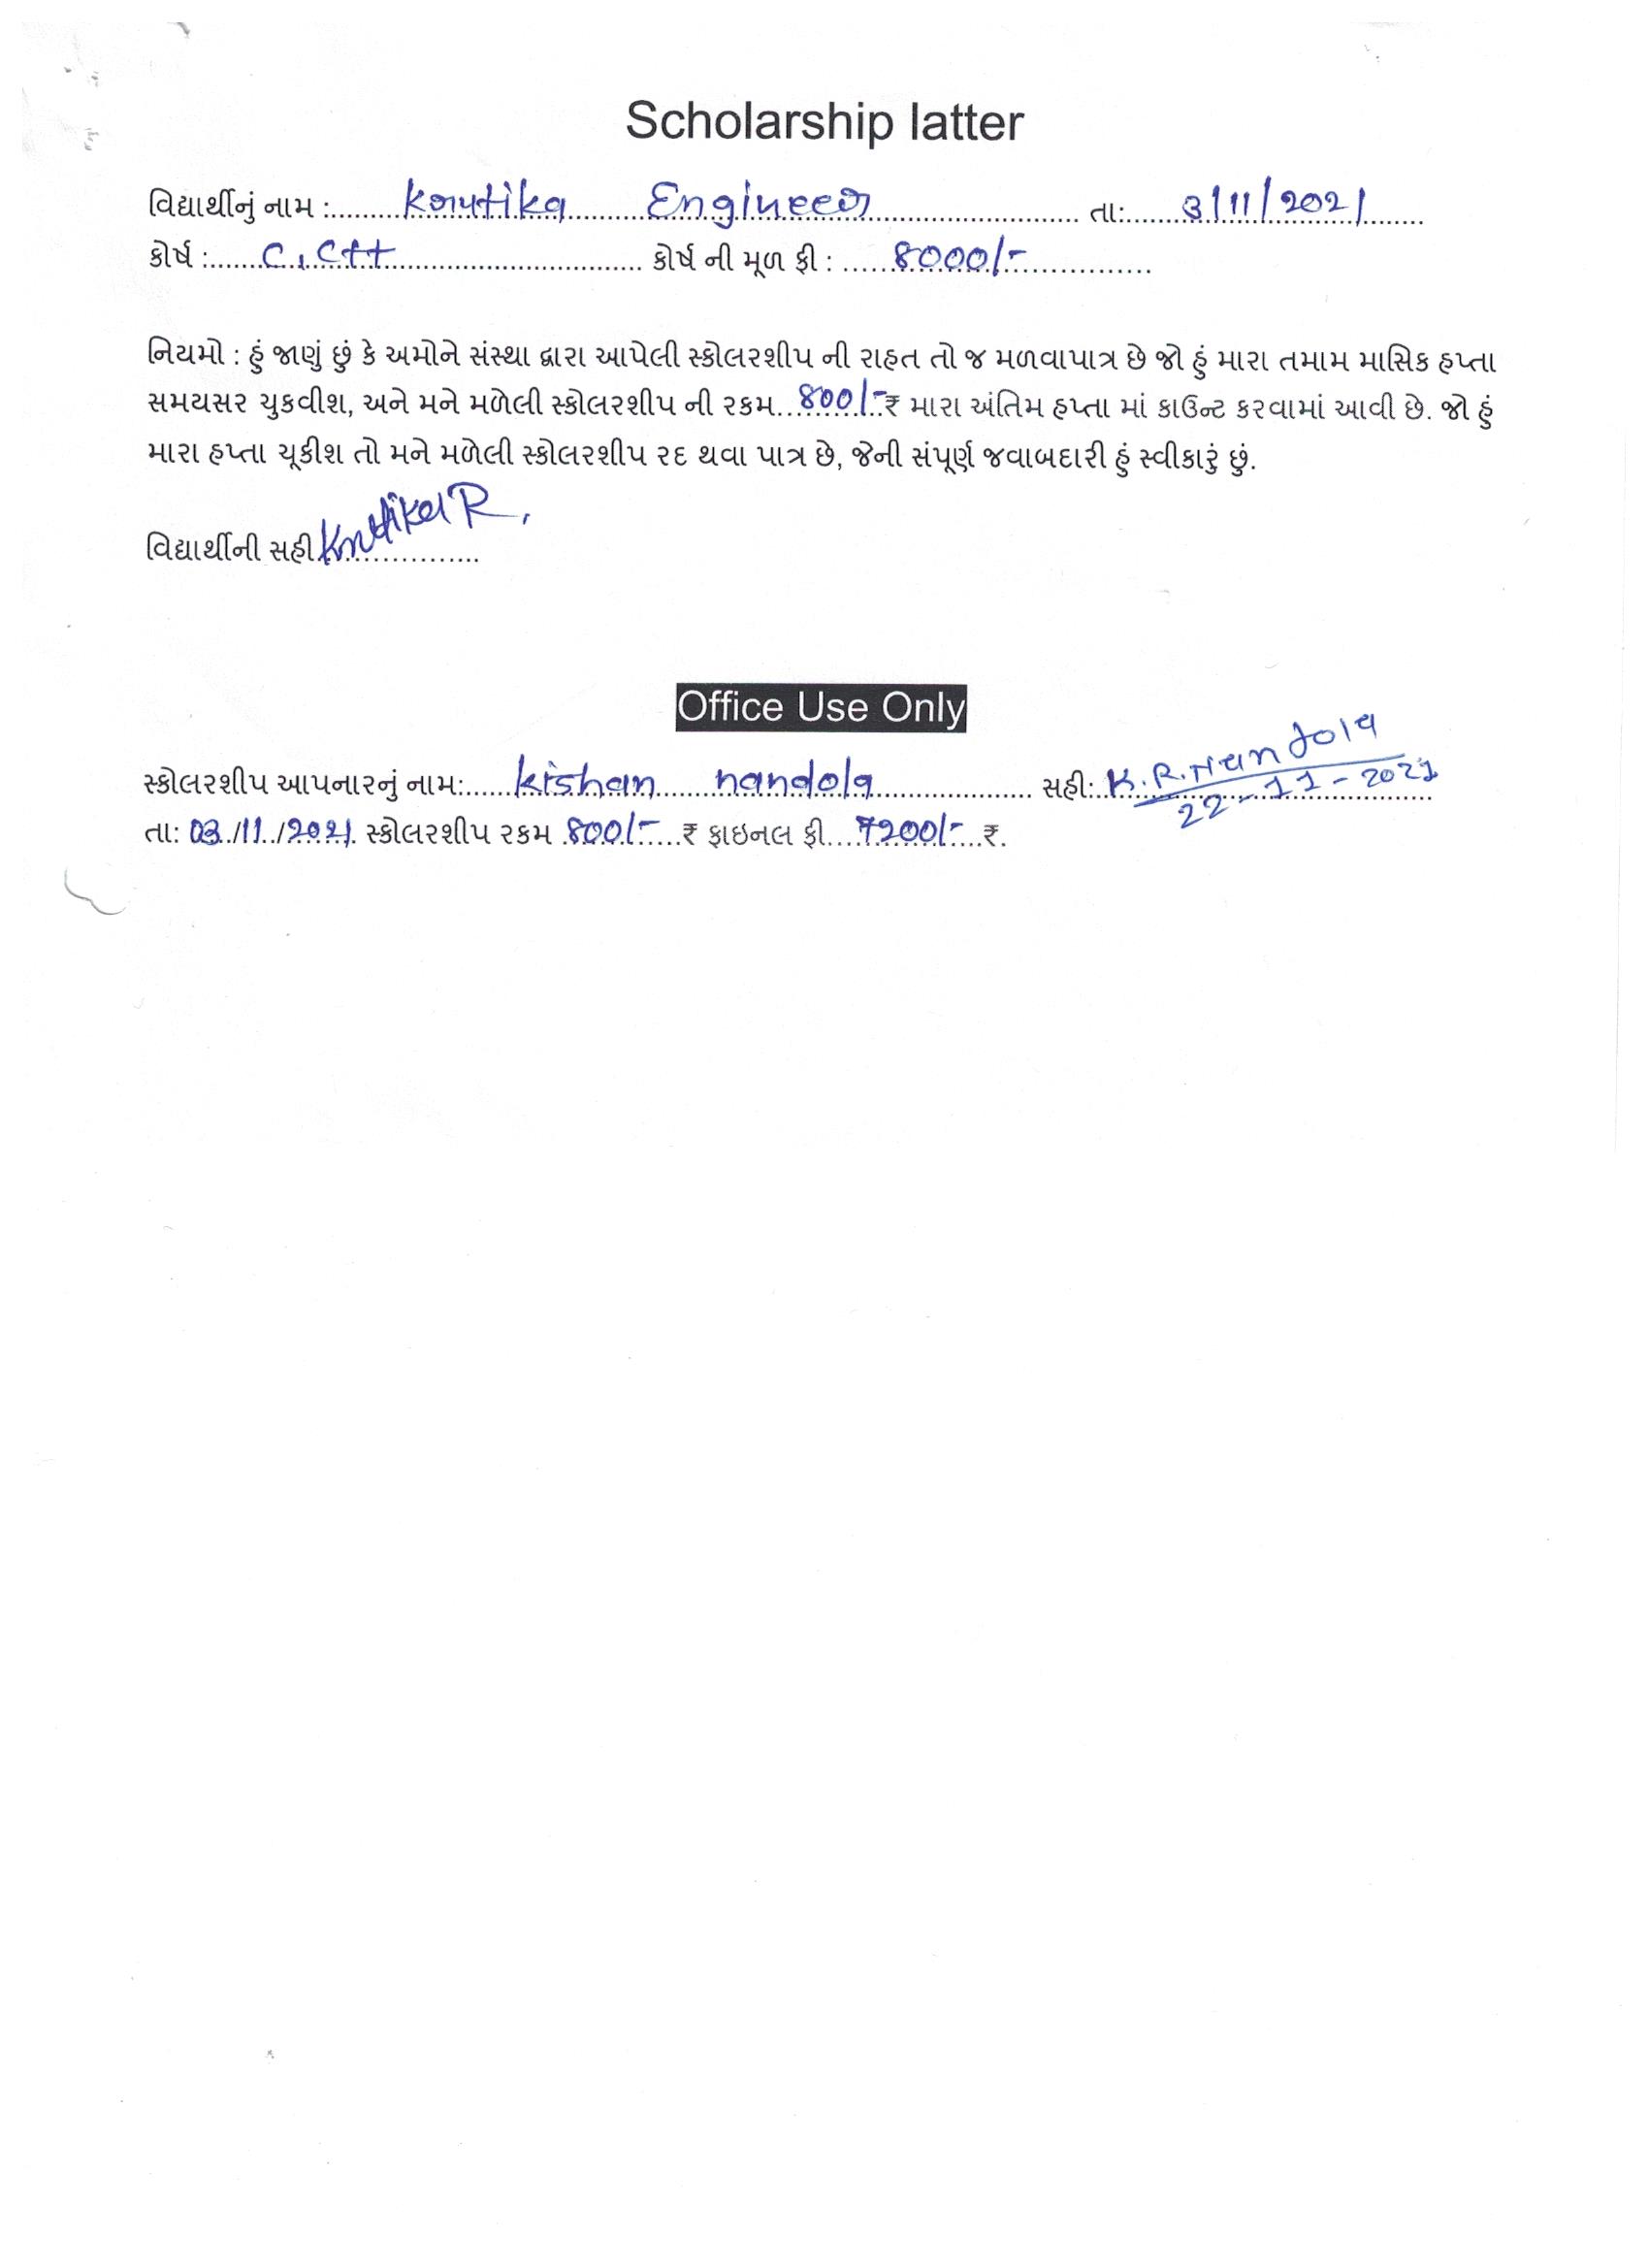 Scholarship latter
વિદ્યાર્થીનું નામ :.......... Krutika Engineer .......... તા:....... 3/11/2021 .......
કોર્ષ :...... C, C++ .............................. કોર્ષ ની મૂળ ફી : ...... 8000/- ............
નિયમો : હું જાણું છું કે અમોને સંસ્થા દ્વારા આપેલી સ્કોલરશીપ ની રાહત તો જ મળવાપાત્ર છે જો હું મારા તમામ માસિક હપ્તા
સમયસર ચુકવીશ, અને મને મળેલી સ્કોલરશીપ ની રકમ.. 800/- ..₹ મારા અંતિમ હપ્તા માં કાઉન્ટ કરવામાં આવી છે. જો હું
મારા હપ્તા ચૂકીશ તો મને મળેલી સ્કોલરશીપ રદ થવા પાત્ર છે, જેની સંપૂર્ણ જવાબદારી હું સ્વીકારું છું.
વિદ્યાર્થીની સહી Krutika R. ...............
Office Use Only
સ્કોલરશીપ આપનારનું નામ:...... Kishan nandola .................. સહી: K.R.Nandola
22-11-2021
તા: 03/11/2021. સ્કોલરશીપ રકમ 800/- .....₹ ફાઇનલ ફી.... 7200/- ....₹.